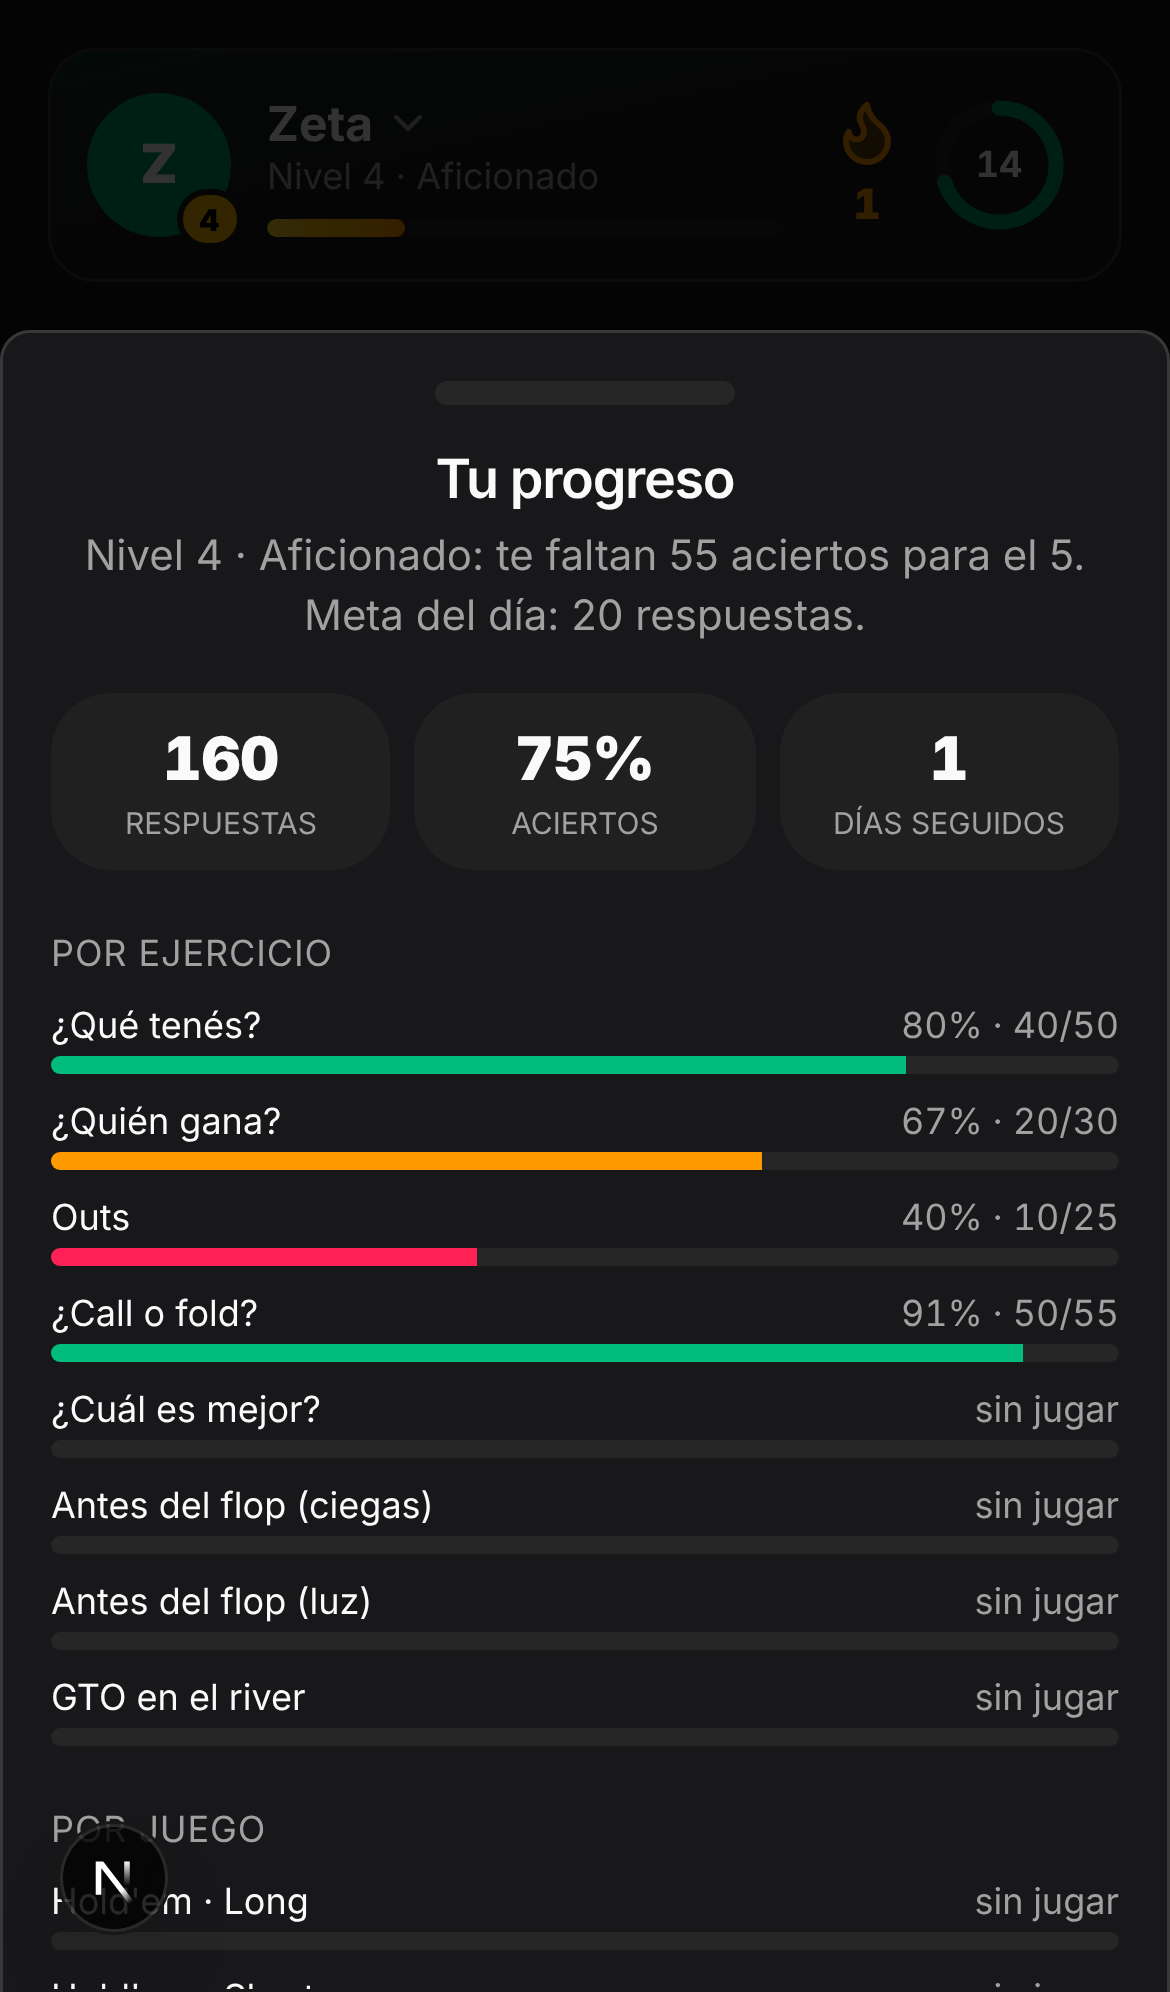 Z
4
Zeta
Nivel 4 · Aficionado
1
14
Tu progreso
Nivel 4 · Aficionado: te faltan 55 aciertos para el 5.
Meta del día: 20 respuestas.
160
RESPUESTAS
75%
ACIERTOS
1
DÍAS SEGUIDOS
POR EJERCICIO
¿Qué tenés? 80% · 40/50
¿Quién gana? 67% · 20/30
Outs 40% · 10/25
¿Call o fold? 91% · 50/55
¿Cuál es mejor? sin jugar
Antes del flop (ciegas) sin jugar
Antes del flop (luz) sin jugar
GTO en el river sin jugar
POR JUEGO
N
Hold'em · Long sin jugar